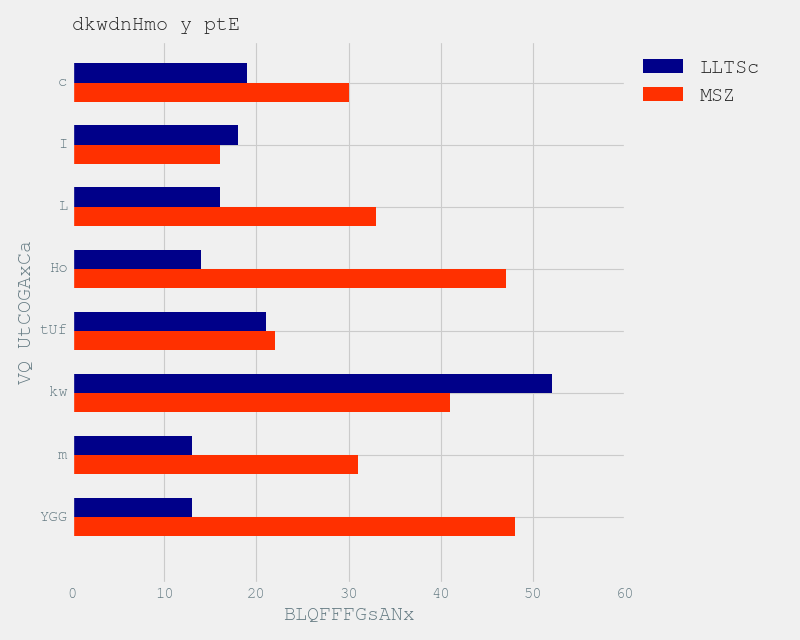 dkwdnHmo y ptE
LLTSc
MSZ
VQ UtCOGAxCa
c
I
L
Ho
tUf
kw
m
YGG
0 10 20 30 40 50 60
BLQFFFGsANx